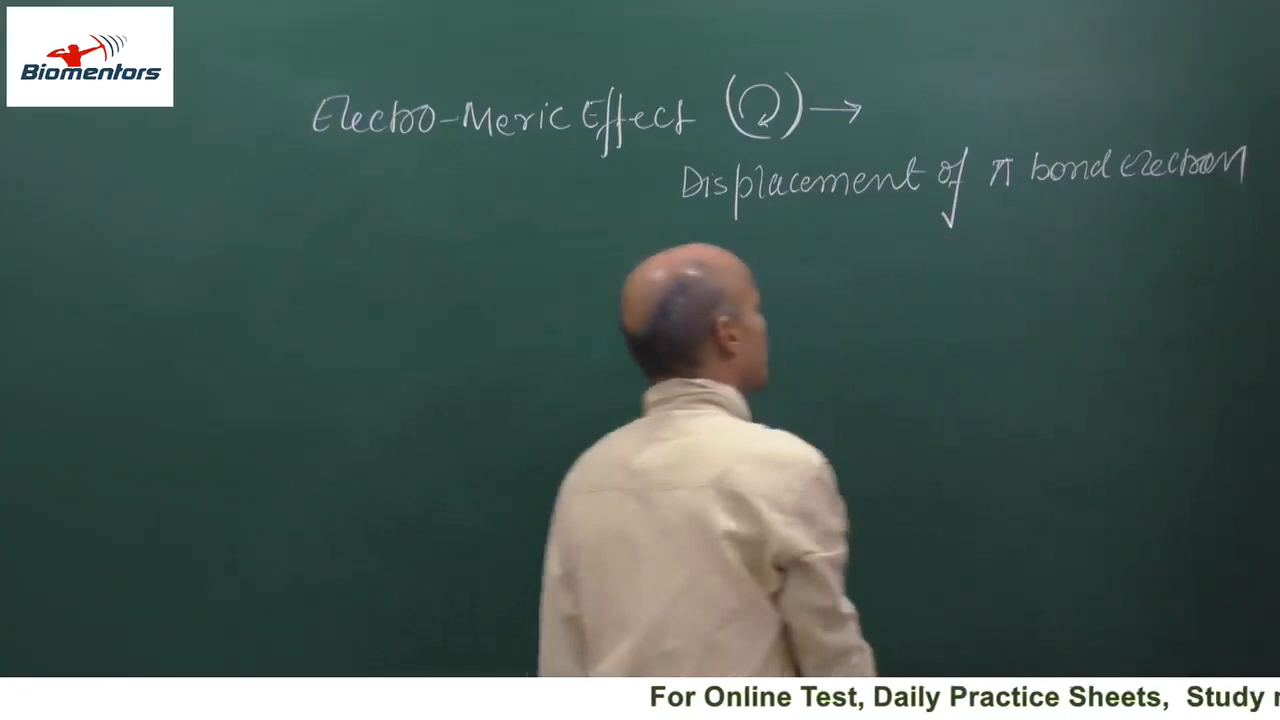 Biomentors
Electro-Meric Effect ( ) →
Displacement of π bond electron
For Online Test, Daily Practice Sheets, Study